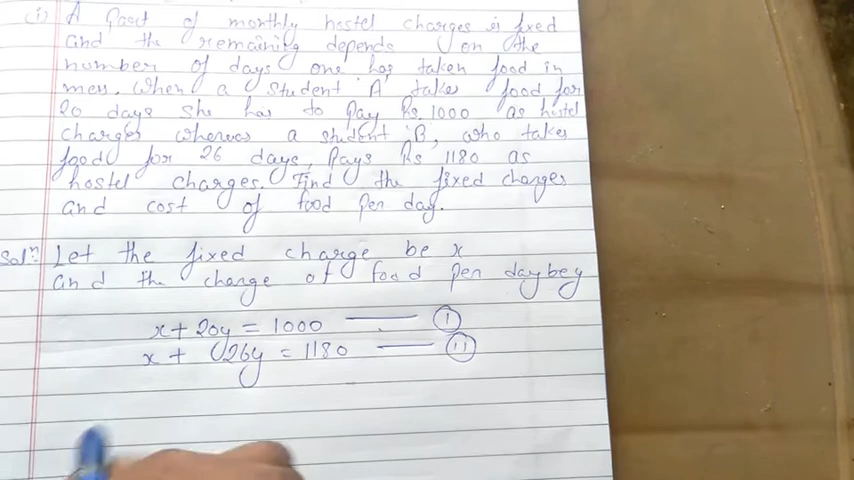 (i) A Part of monthly hostel charges is fixed
and the remaining depends on the
number of days one has taken food in
mess. When a student 'A' takes food for
20 days she has to pay Rs. 1000 as hostel
charges whereas a student 'B', who takes
food for 26 days, Pays Rs 1180 as
hostel charges. Find the fixed charges
and cost of food per day.
Solⁿ: Let the fixed charge be x
and the charge of food per day be y
x + 20y = 1000 —— (I)
x + 26y = 1180 —— (II)